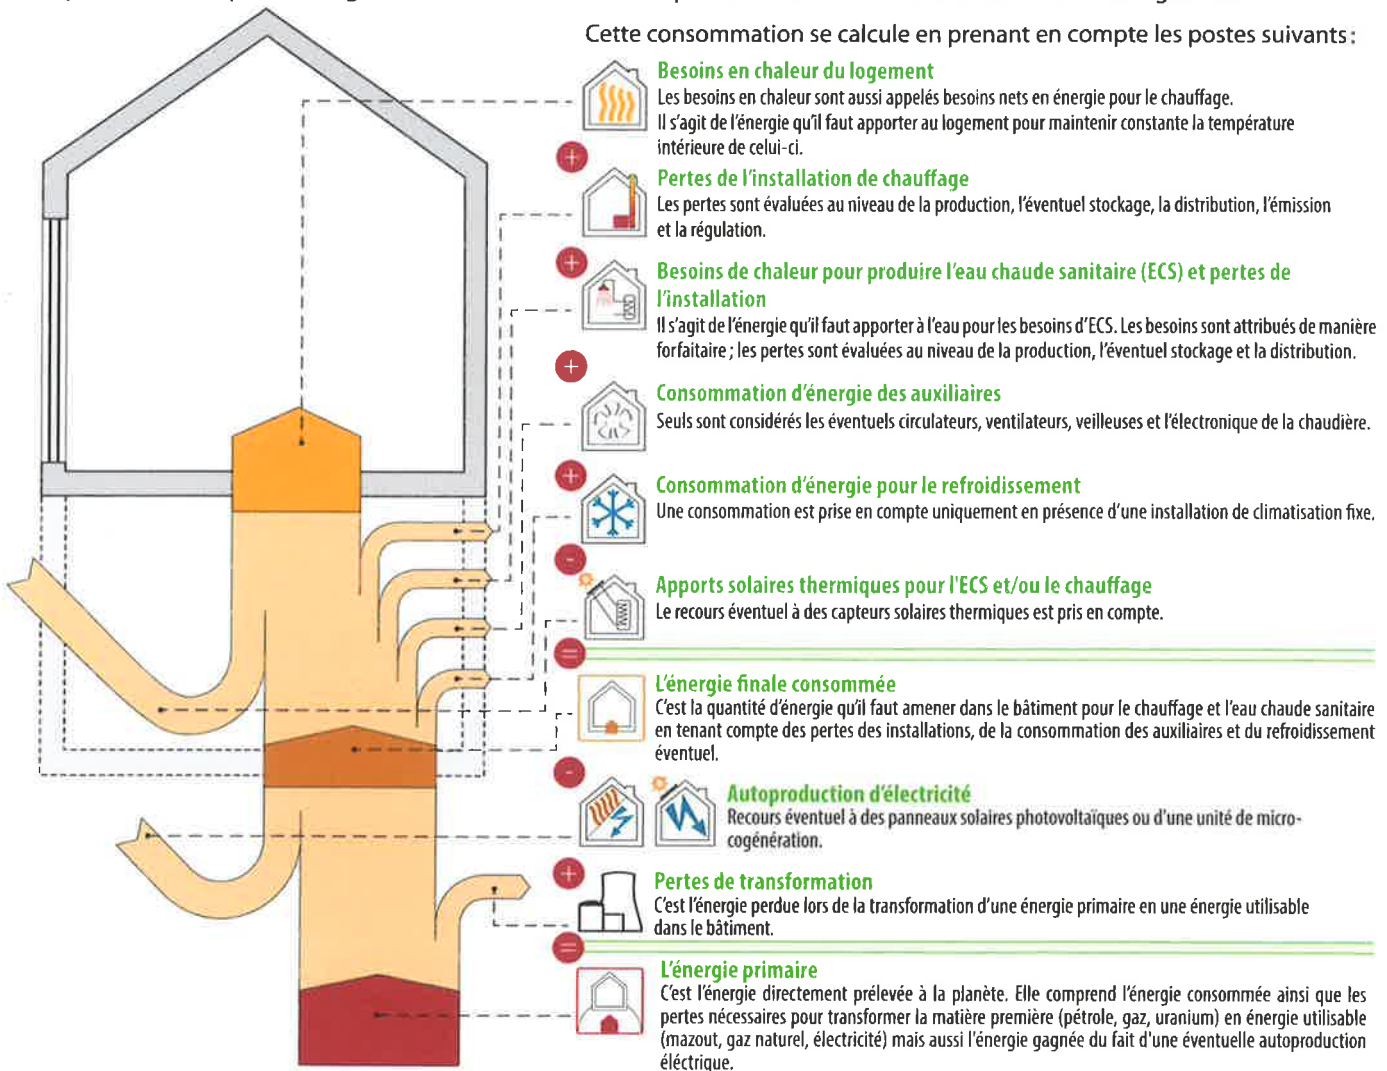 Cette consommation se calcule en prenant en compte les postes suivants :
Besoins en chaleur du logement
Les besoins en chaleur sont aussi appelés besoins nets en énergie pour le chauffage.
Il s'agit de l'énergie qu'il faut apporter au logement pour maintenir constante la température
intérieure de celui-ci.
+
Pertes de l'installation de chauffage
Les pertes sont évaluées au niveau de la production, l'éventuel stockage, la distribution, l'émission
et la régulation.
+
Besoins de chaleur pour produire l'eau chaude sanitaire (ECS) et pertes de
l'installation
Il s'agit de l'énergie qu'il faut apporter à l'eau pour les besoins d'ECS. Les besoins sont attribués de manière
forfaitaire ; les pertes sont évaluées au niveau de la production, l'éventuel stockage et la distribution.
+
Consommation d'énergie des auxiliaires
Seuls sont considérés les éventuels circulateurs, ventilateurs, veilleuses et l'électronique de la chaudière.
+
Consommation d'énergie pour le refroidissement
Une consommation est prise en compte uniquement en présence d'une installation de climatisation fixe.
-
Apports solaires thermiques pour l'ECS et/ou le chauffage
Le recours éventuel à des capteurs solaires thermiques est pris en compte.
=
L'énergie finale consommée
C'est la quantité d'énergie qu'il faut amener dans le bâtiment pour le chauffage et l'eau chaude sanitaire
en tenant compte des pertes des installations, de la consommation des auxiliaires et du refroidissement
éventuel.
-
Autoproduction d'électricité
Recours éventuel à des panneaux solaires photovoltaïques ou d'une unité de micro-
cogénération.
+
Pertes de transformation
C'est l'énergie perdue lors de la transformation d'une énergie primaire en une énergie utilisable
dans le bâtiment.
=
L'énergie primaire
C'est l'énergie directement prélevée à la planète. Elle comprend l'énergie consommée ainsi que les
pertes nécessaires pour transformer la matière première (pétrole, gaz, uranium) en énergie utilisable
(mazout, gaz naturel, électricité) mais aussi l'énergie gagnée du fait d'une éventuelle autoproduction
éléctrique.